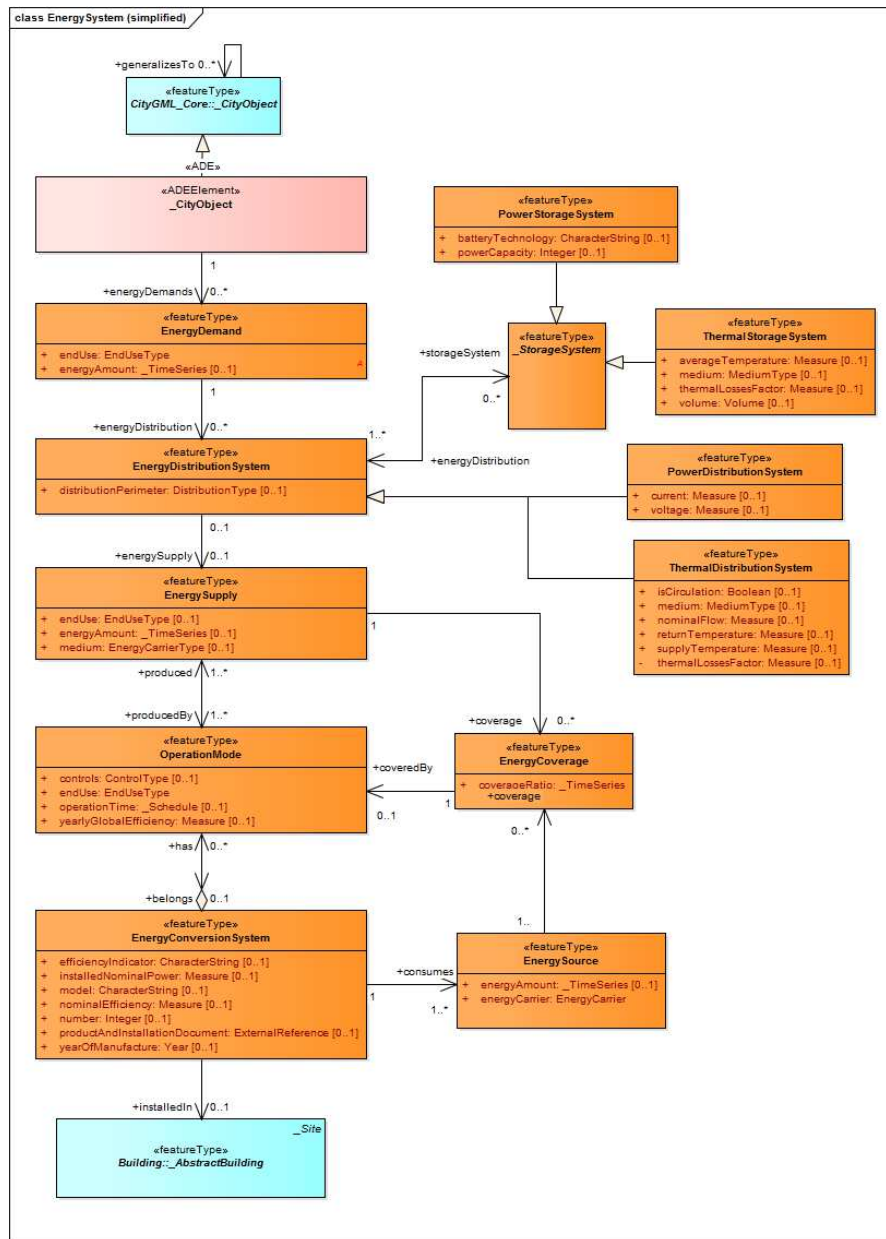 class EnergySystem (simplified)
+generalizesTo 0..*
«featureType»
CityGML_Core::_CityObject
«ADE»
«ADEElement»
_CityObject
1
+energyDemands
0..*
«featureType»
EnergyDemand
+ endUse: EndUseType
+ energyAmount: _TimeSeries [0..1]
1
+energyDistribution
0..*
«featureType»
EnergyDistributionSystem
+ distributionPerimeter: DistributionType [0..1]
0..1
+energySupply
0..1
«featureType»
EnergySupply
+ endUse: EndUseType [0..1]
+ energyAmount: _TimeSeries [0..1]
+ medium: EnergyCarrierType [0..1]
+produced
1..*
+producedBy
1..*
«featureType»
OperationMode
+ controls: ControlType [0..1]
+ endUse: EndUseType
+ operationTime: _Schedule [0..1]
+ yearlyGlobalEfficiency: Measure [0..1]
+has
0..*
+belongs
0..1
«featureType»
EnergyConversionSystem
+ efficiencyIndicator: CharacterString [0..1]
+ installedNominalPower: Measure [0..1]
+ model: CharacterString [0..1]
+ nominalEfficiency: Measure [0..1]
+ number: Integer [0..1]
+ productAndInstallationDocument: ExternalReference [0..1]
+ yearOfManufacture: Year [0..1]
+installedIn
0..1
_Site
«featureType»
Building::_AbstractBuilding
«featureType»
PowerStorageSystem
+ batteryTechnology: CharacterString [0..1]
+ powerCapacity: Integer [0..1]
«featureType»
_StorageSystem
+storageSystem
0..*
1..*
+energyDistribution
«featureType»
ThermalStorageSystem
+ averageTemperature: Measure [0..1]
+ medium: MediumType [0..1]
+ thermalLossesFactor: Measure [0..1]
+ volume: Volume [0..1]
«featureType»
PowerDistributionSystem
+ current: Measure [0..1]
+ voltage: Measure [0..1]
«featureType»
ThermalDistributionSystem
+ isCirculation: Boolean [0..1]
+ medium: MediumType [0..1]
+ nominalFlow: Measure [0..1]
+ returnTemperature: Measure [0..1]
+ supplyTemperature: Measure [0..1]
- thermalLossesFactor: Measure [0..1]
1
+coverage
0..*
«featureType»
EnergyCoverage
+ coverageRatio: _TimeSeries
+coverage
+coveredBy
0..1
1
0..*
1..
«featureType»
EnergySource
+ energyAmount: _TimeSeries [0..1]
+ energyCarrier: EnergyCarrier
+consumes
1
1..*